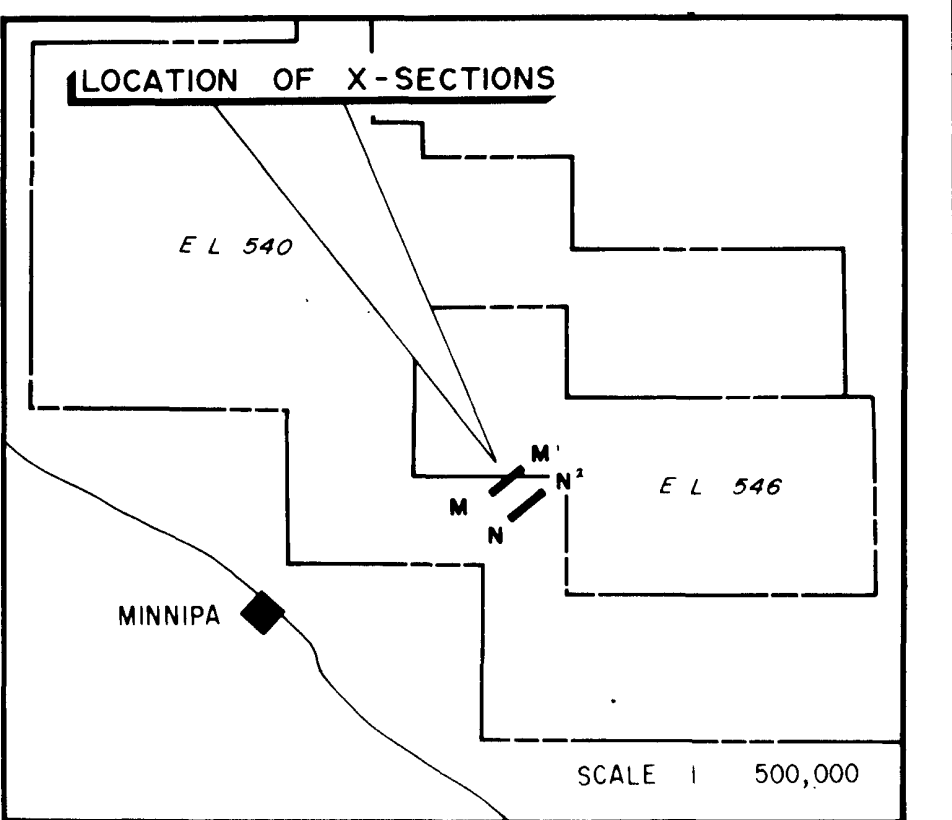 LOCATION OF X-SECTIONS
E L 540
M'
N²
E L 546
M
N
MINNIPA
SCALE 1 500,000